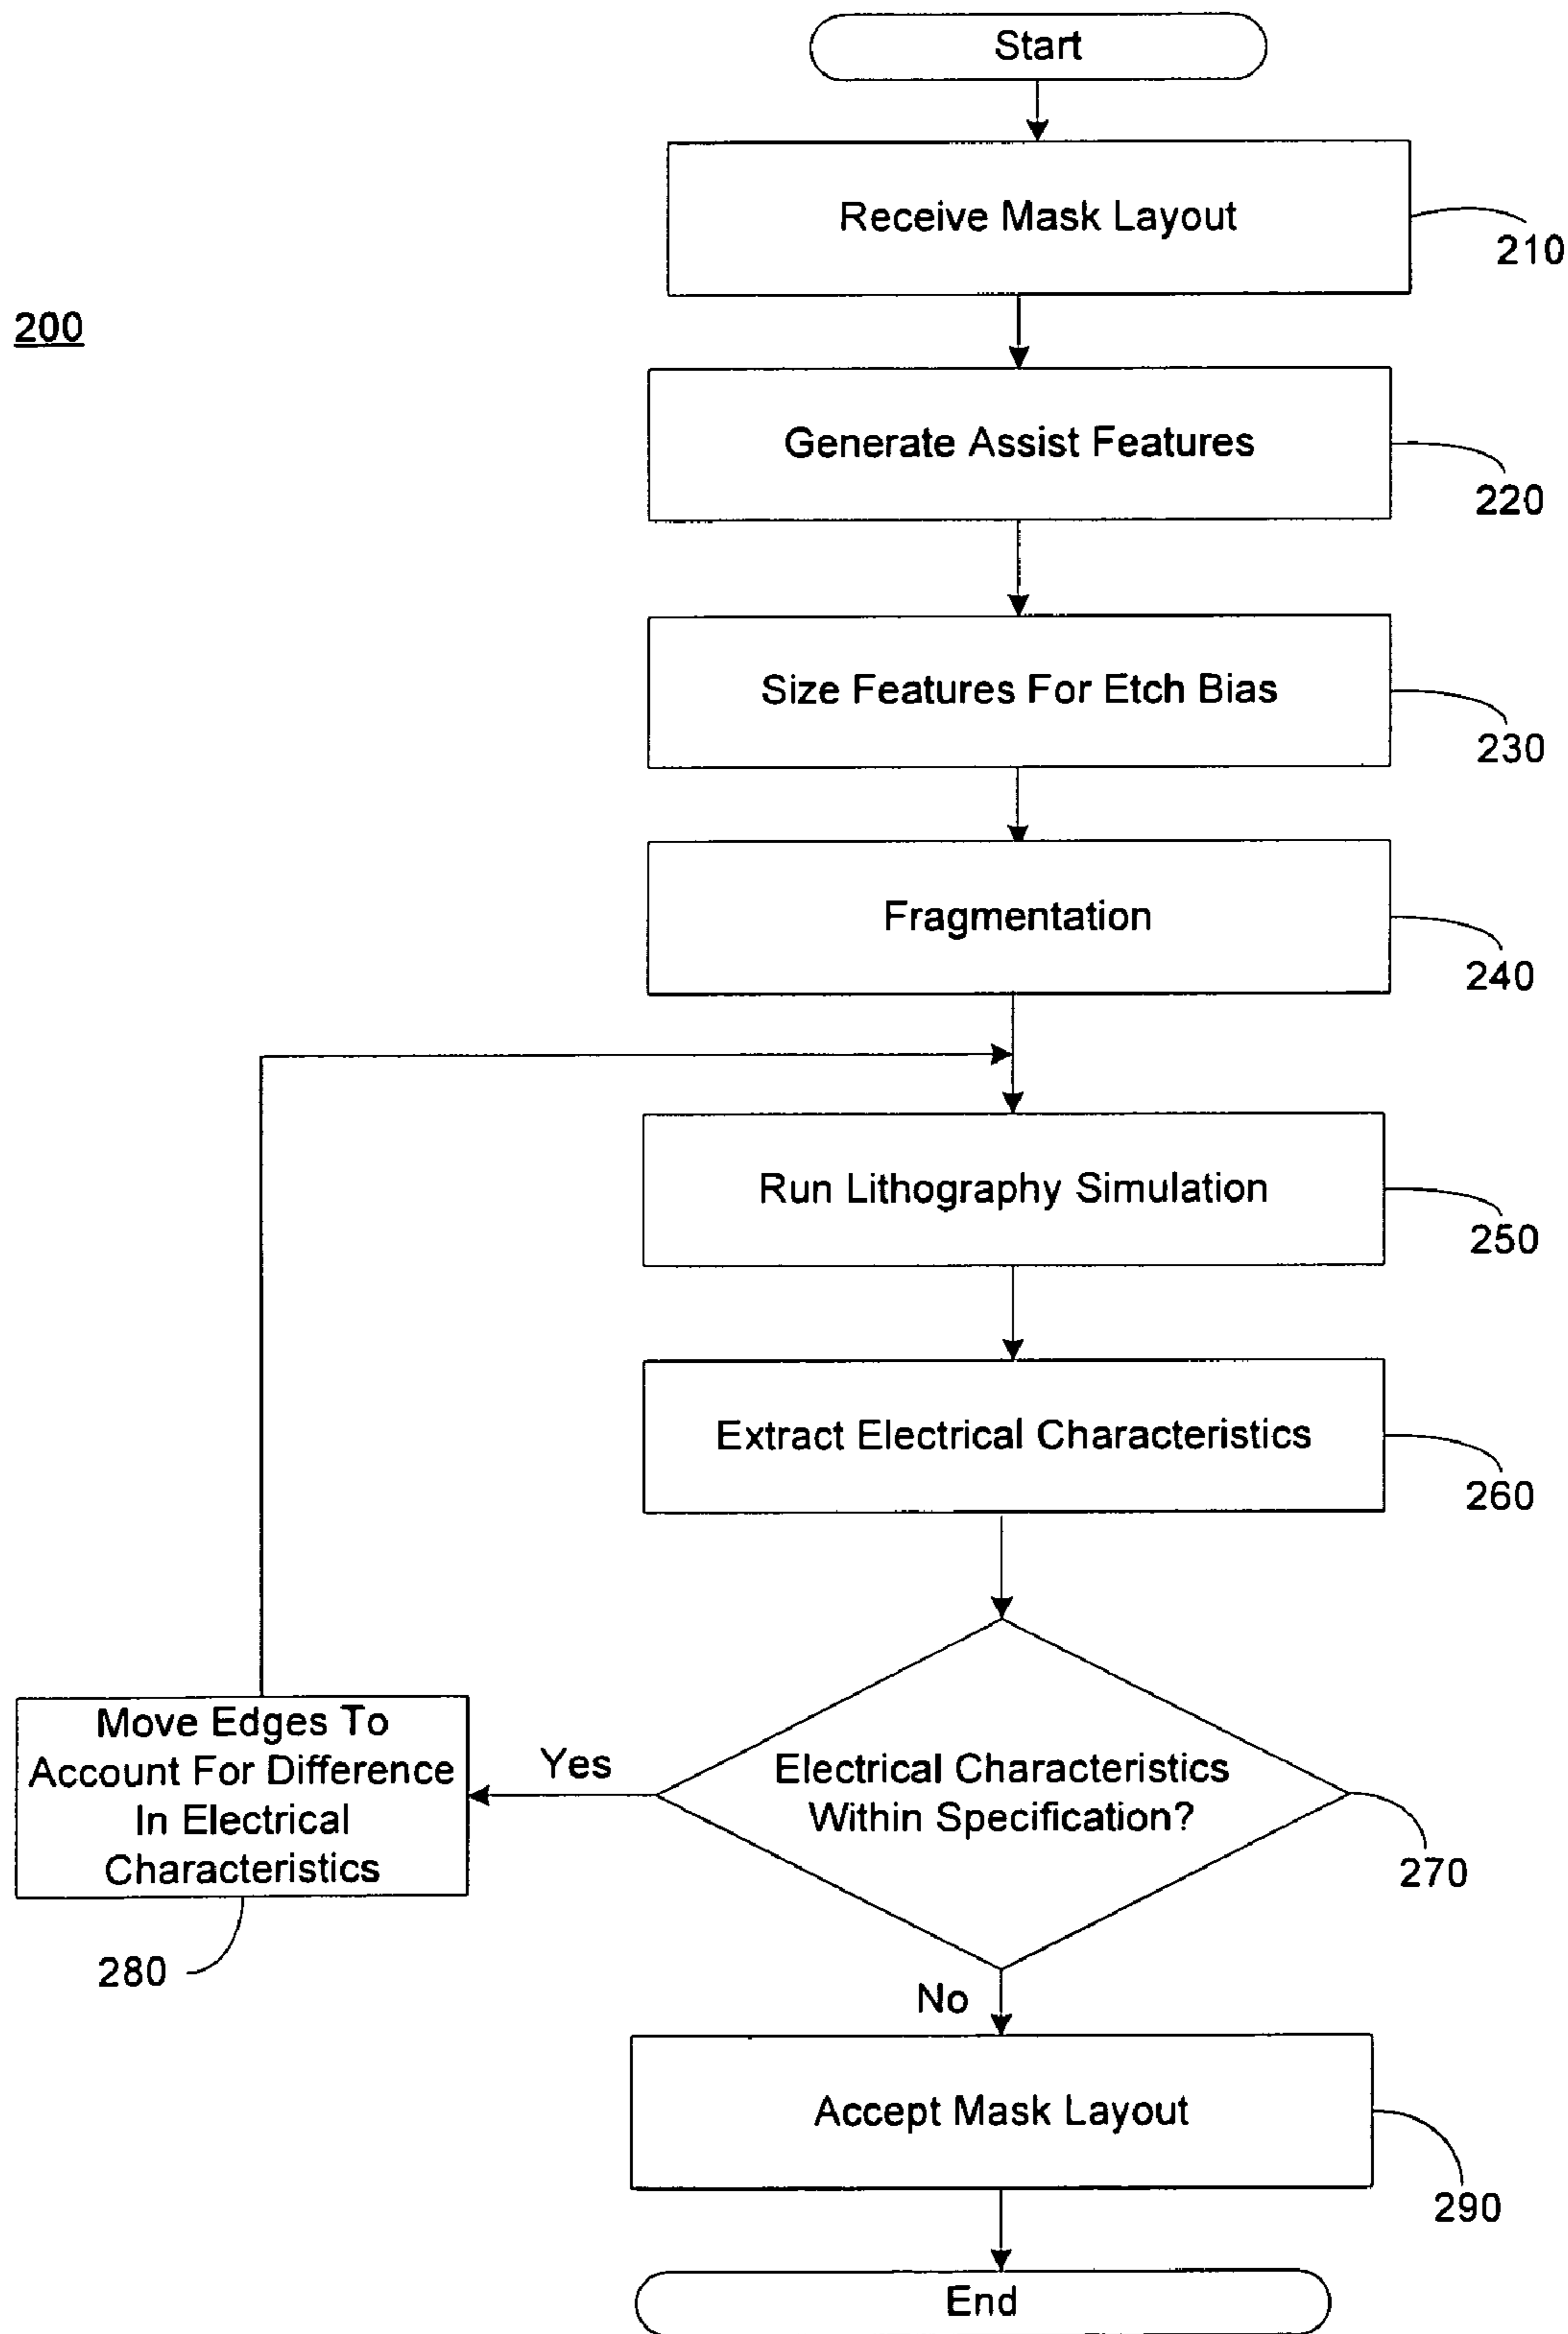 Start
Receive Mask Layout
210
200
Generate Assist Features
220
Size Features For Etch Bias
230
Fragmentation
240
Run Lithography Simulation
250
Extract Electrical Characteristics
260
Move Edges To
Account For Difference
In Electrical
Characteristics
280
Yes
Electrical Characteristics
Within Specification?
270
No
Accept Mask Layout
290
End